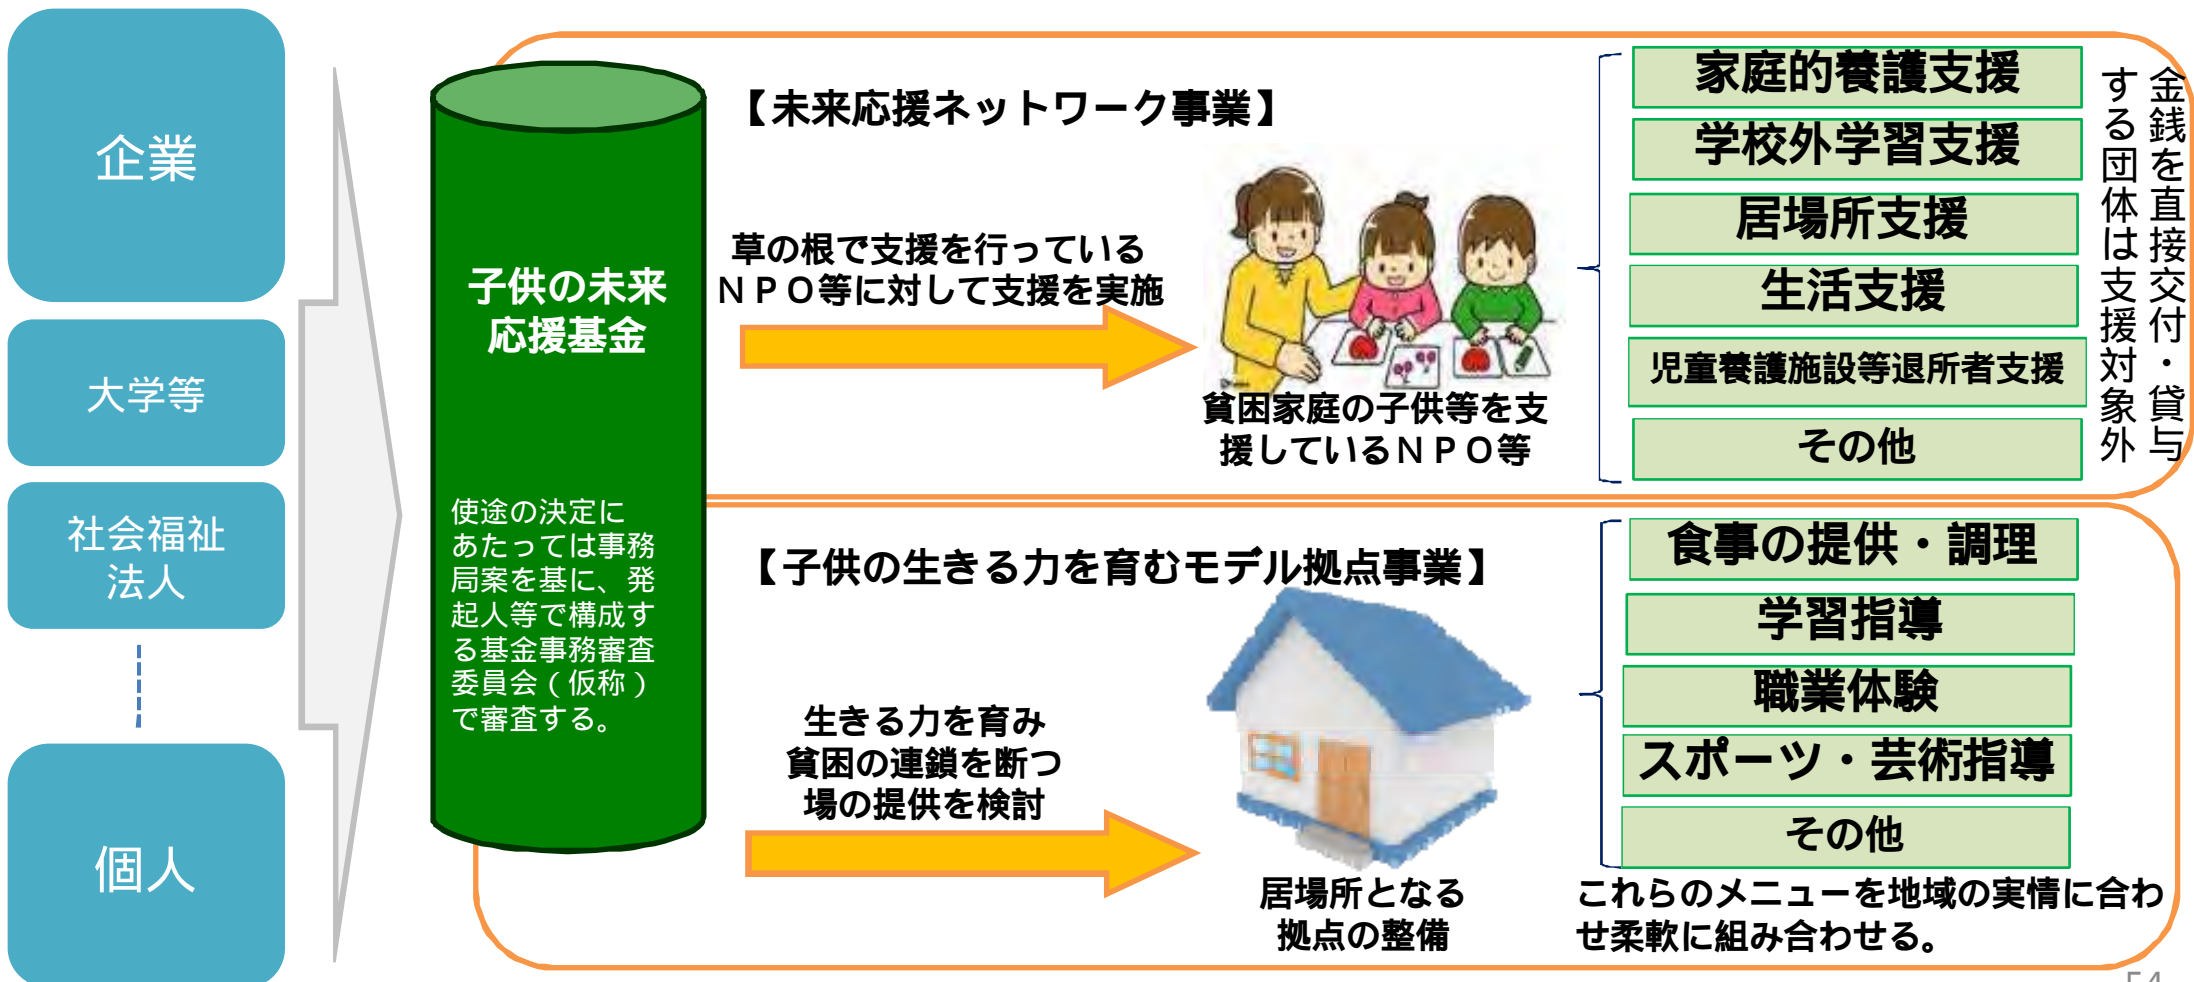 企業
大学等
社会福祉
法人
個人
子供の未来
応援基金
使途の決定に
あたっては事務
局案を基に、発
起人等で構成す
る基金事務審査
委員会（仮称）
で審査する。
【未来応援ネットワーク事業】
草の根で支援を行っている
ＮＰＯ等に対して支援を実施
貧困家庭の子供等を支
援しているＮＰＯ等
家庭的養護支援
学校外学習支援
居場所支援
生活支援
児童養護施設等退所者支援
その他
金銭を直接交付・貸与
する団体は支援対象外
【子供の生きる力を育むモデル拠点事業】
生きる力を育み
貧困の連鎖を断つ
場の提供を検討
居場所となる
拠点の整備
食事の提供・調理
学習指導
職業体験
スポーツ・芸術指導
その他
これらのメニューを地域の実情に合わ
せ柔軟に組み合わせる。